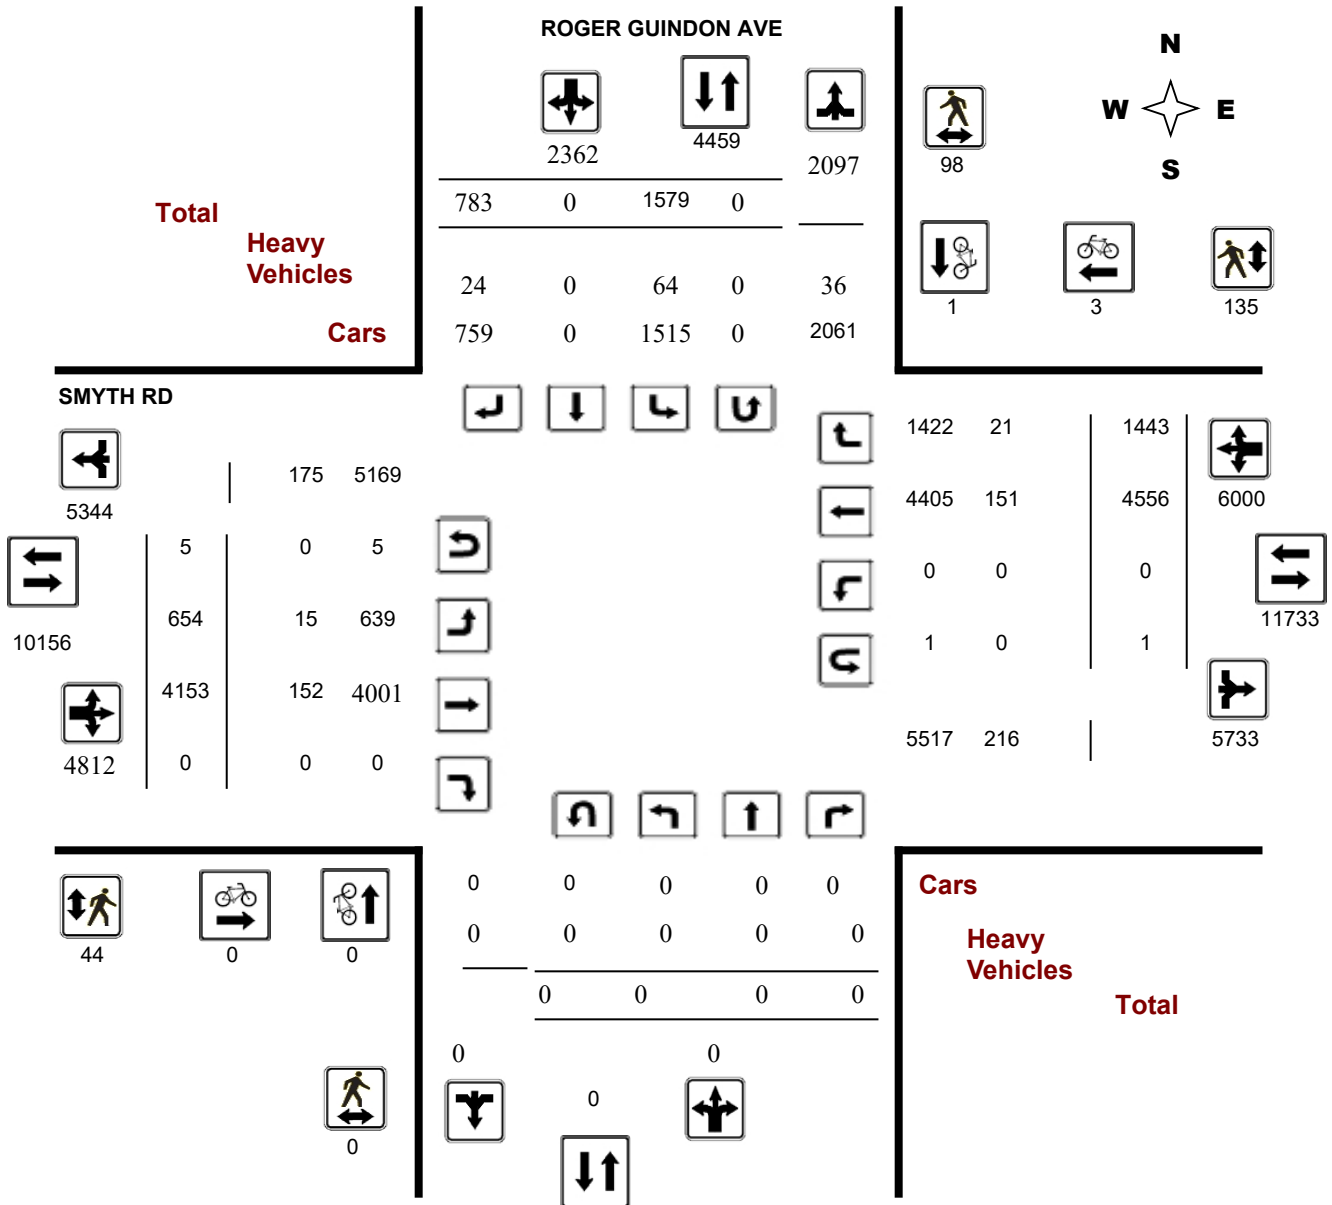 ROGER GUINDON AVE
N
W E
S
2362 4459 2097 98
783 0 1579 0
Total
Heavy
Vehicles
24 0 64 0 36
Cars
759 0 1515 0 2061
1 3 135
SMYTH RD
1422 21 1443
5344 175 5169
4405 151 4556 6000
5 0 5
0 0 0
10156 654 15 639
1 0 1 11733
4153 152 4001
4812 0 0 0
5517 216 5733
0 0 0 0 0
Cars
44 0 0
0 0 0 0 0
Heavy
Vehicles
0 0 0 0
Total
0 0
0
0